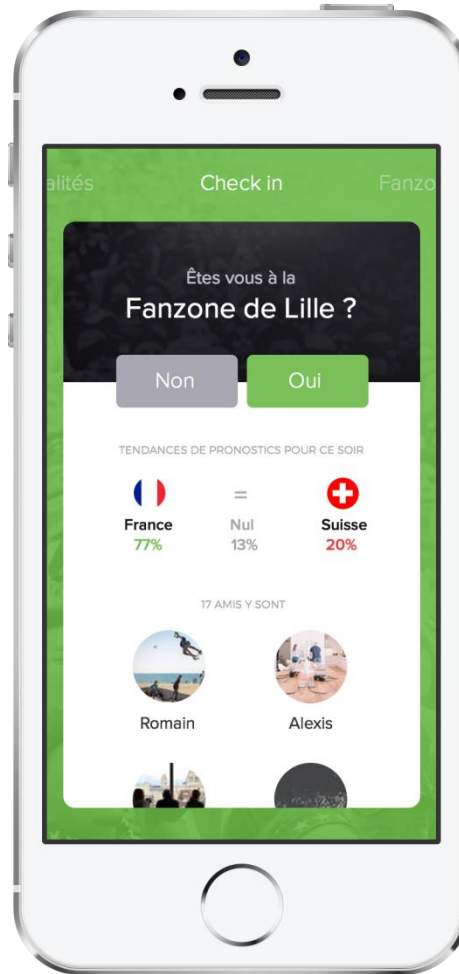 alités Check in Fanzo
Êtes vous à la
Fanzone de Lille ?
Non Oui
TENDANCES DE PRONOSTICS POUR CE SOIR
=
France Nul Suisse
77% 13% 20%
17 AMIS Y SONT
Romain Alexis